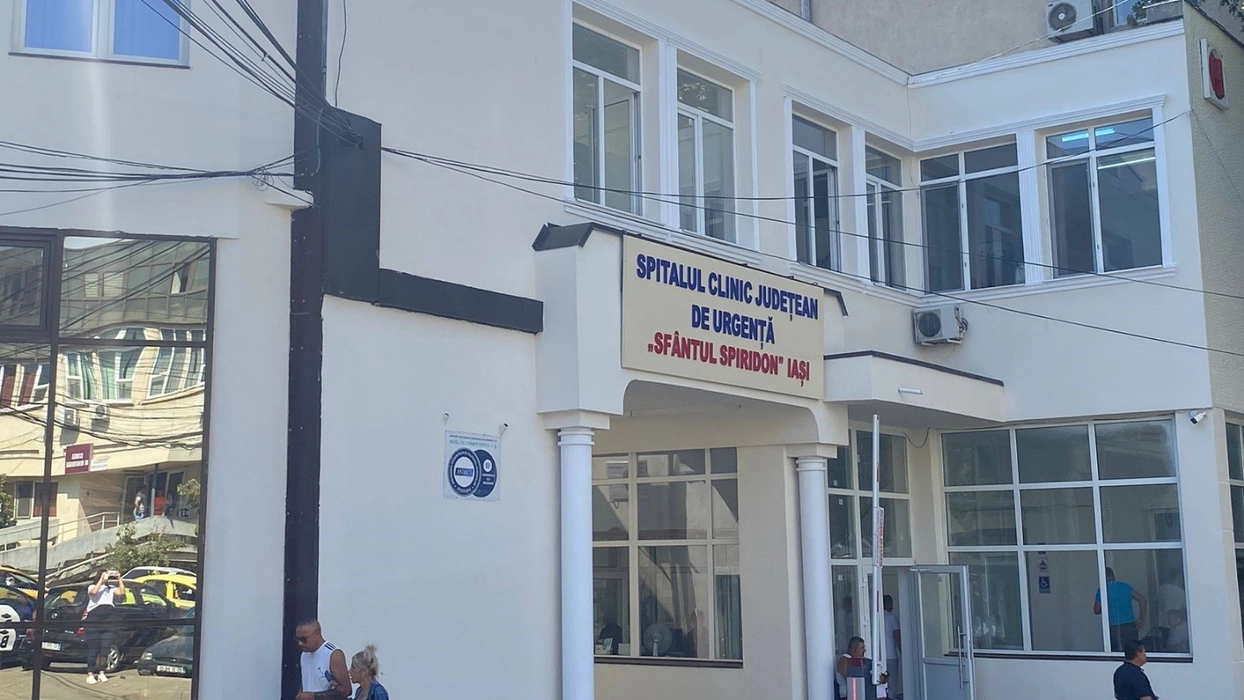 SPITALUL CLINIC JUDEȚEAN
DE URGENȚĂ
„SFÂNTUL SPIRIDON” IAȘI